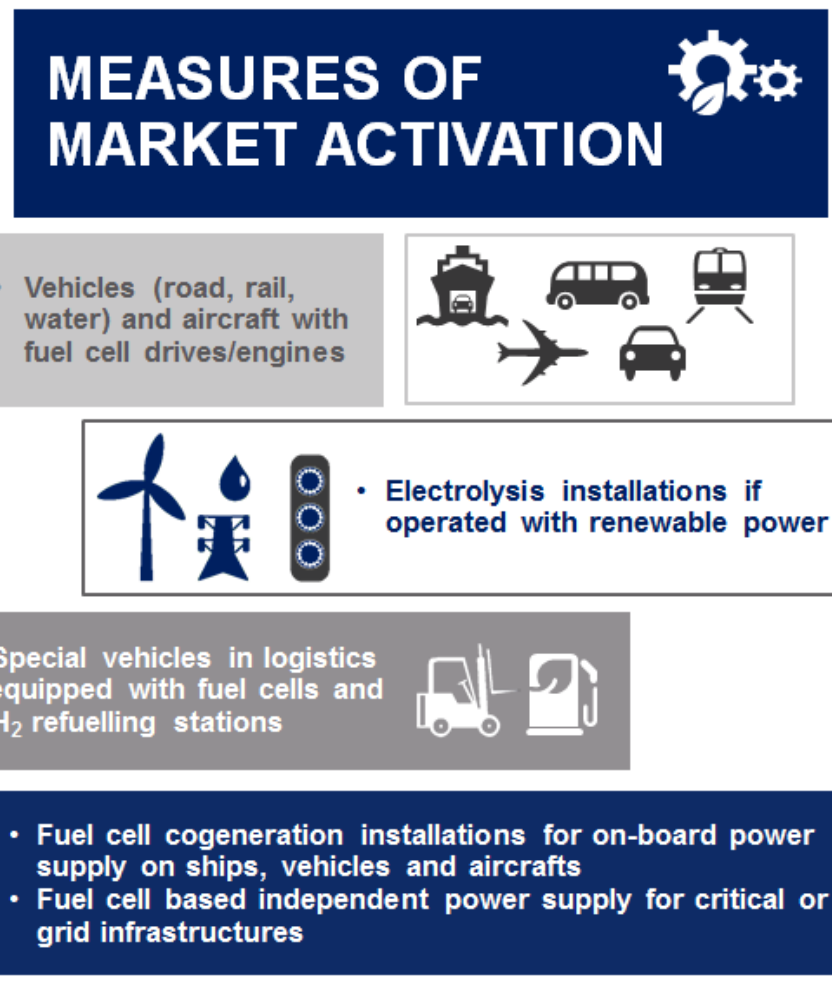 MEASURES OF
MARKET ACTIVATION
• Vehicles (road, rail,
water) and aircraft with
fuel cell drives/engines
• Electrolysis installations if
operated with renewable power
Special vehicles in logistics
equipped with fuel cells and
H₂ refuelling stations
• Fuel cell cogeneration installations for on-board power
supply on ships, vehicles and aircrafts
• Fuel cell based independent power supply for critical or
grid infrastructures